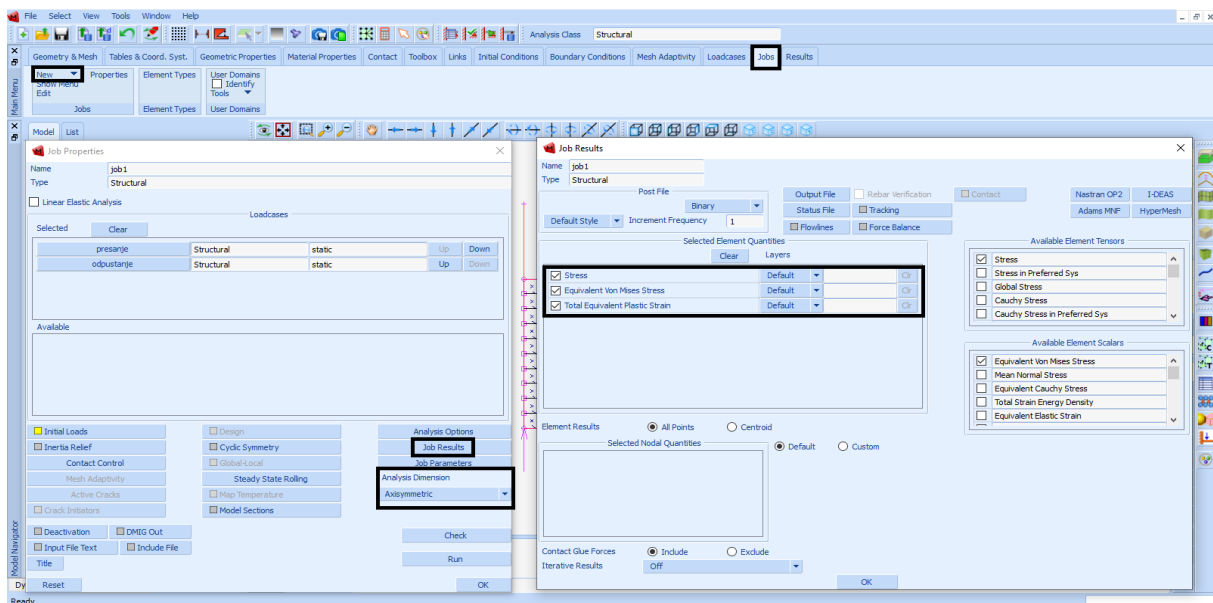 File Select View Tools Window Help
Analysis Class Structural
Geometry & Mesh Tables & Coord. Syst. Geometric Properties Material Properties Contact Toolbox Links Initial Conditions Boundary Conditions Mesh Adaptivity Loadcases Jobs Results
New Properties Element Types User Domains
Show Menu Identify
Edit Tools
Jobs Element Types User Domains
Main Menu
Model List
Job Properties
Name job1
Type Structural
Linear Elastic Analysis
Loadcases
Selected Clear
presanje Structural static Up Down
odpustanje Structural static Up Down
Available
Initial Loads Design Analysis Options
Inertia Relief Cyclic Symmetry Job Results
Contact Control Global-Local Job Parameters
Mesh Adaptivity Steady State Rolling Analysis Dimension
Active Cracks Map Temperature Axisymmetric
Crack Initiators Model Sections
Deactivation DMIG Out Check
Input File Text Include File
Title Run
Reset OK
Model Navigator
Dy
Ready
Job Results
Name job1
Type Structural
Post File
Binary
Default Style Increment Frequency 1
Output File Rebar Verification Contact Nastran OP2 I-DEAS
Status File Tracking Adams MNF HyperMesh
Flowlines Force Balance
Selected Element Quantities
Clear Layers
Stress Default Clr
Equivalent Von Mises Stress Default Clr
Total Equivalent Plastic Strain Default Clr
Available Element Tensors
Stress
Stress in Preferred Sys
Global Stress
Cauchy Stress
Cauchy Stress in Preferred Sys
Available Element Scalars
Equivalent Von Mises Stress
Mean Normal Stress
Equivalent Cauchy Stress
Total Strain Energy Density
Equivalent Elastic Strain
Element Results All Points Centroid
Selected Nodal Quantities Default Custom
Contact Glue Forces Include Exclude
Iterative Results Off
OK